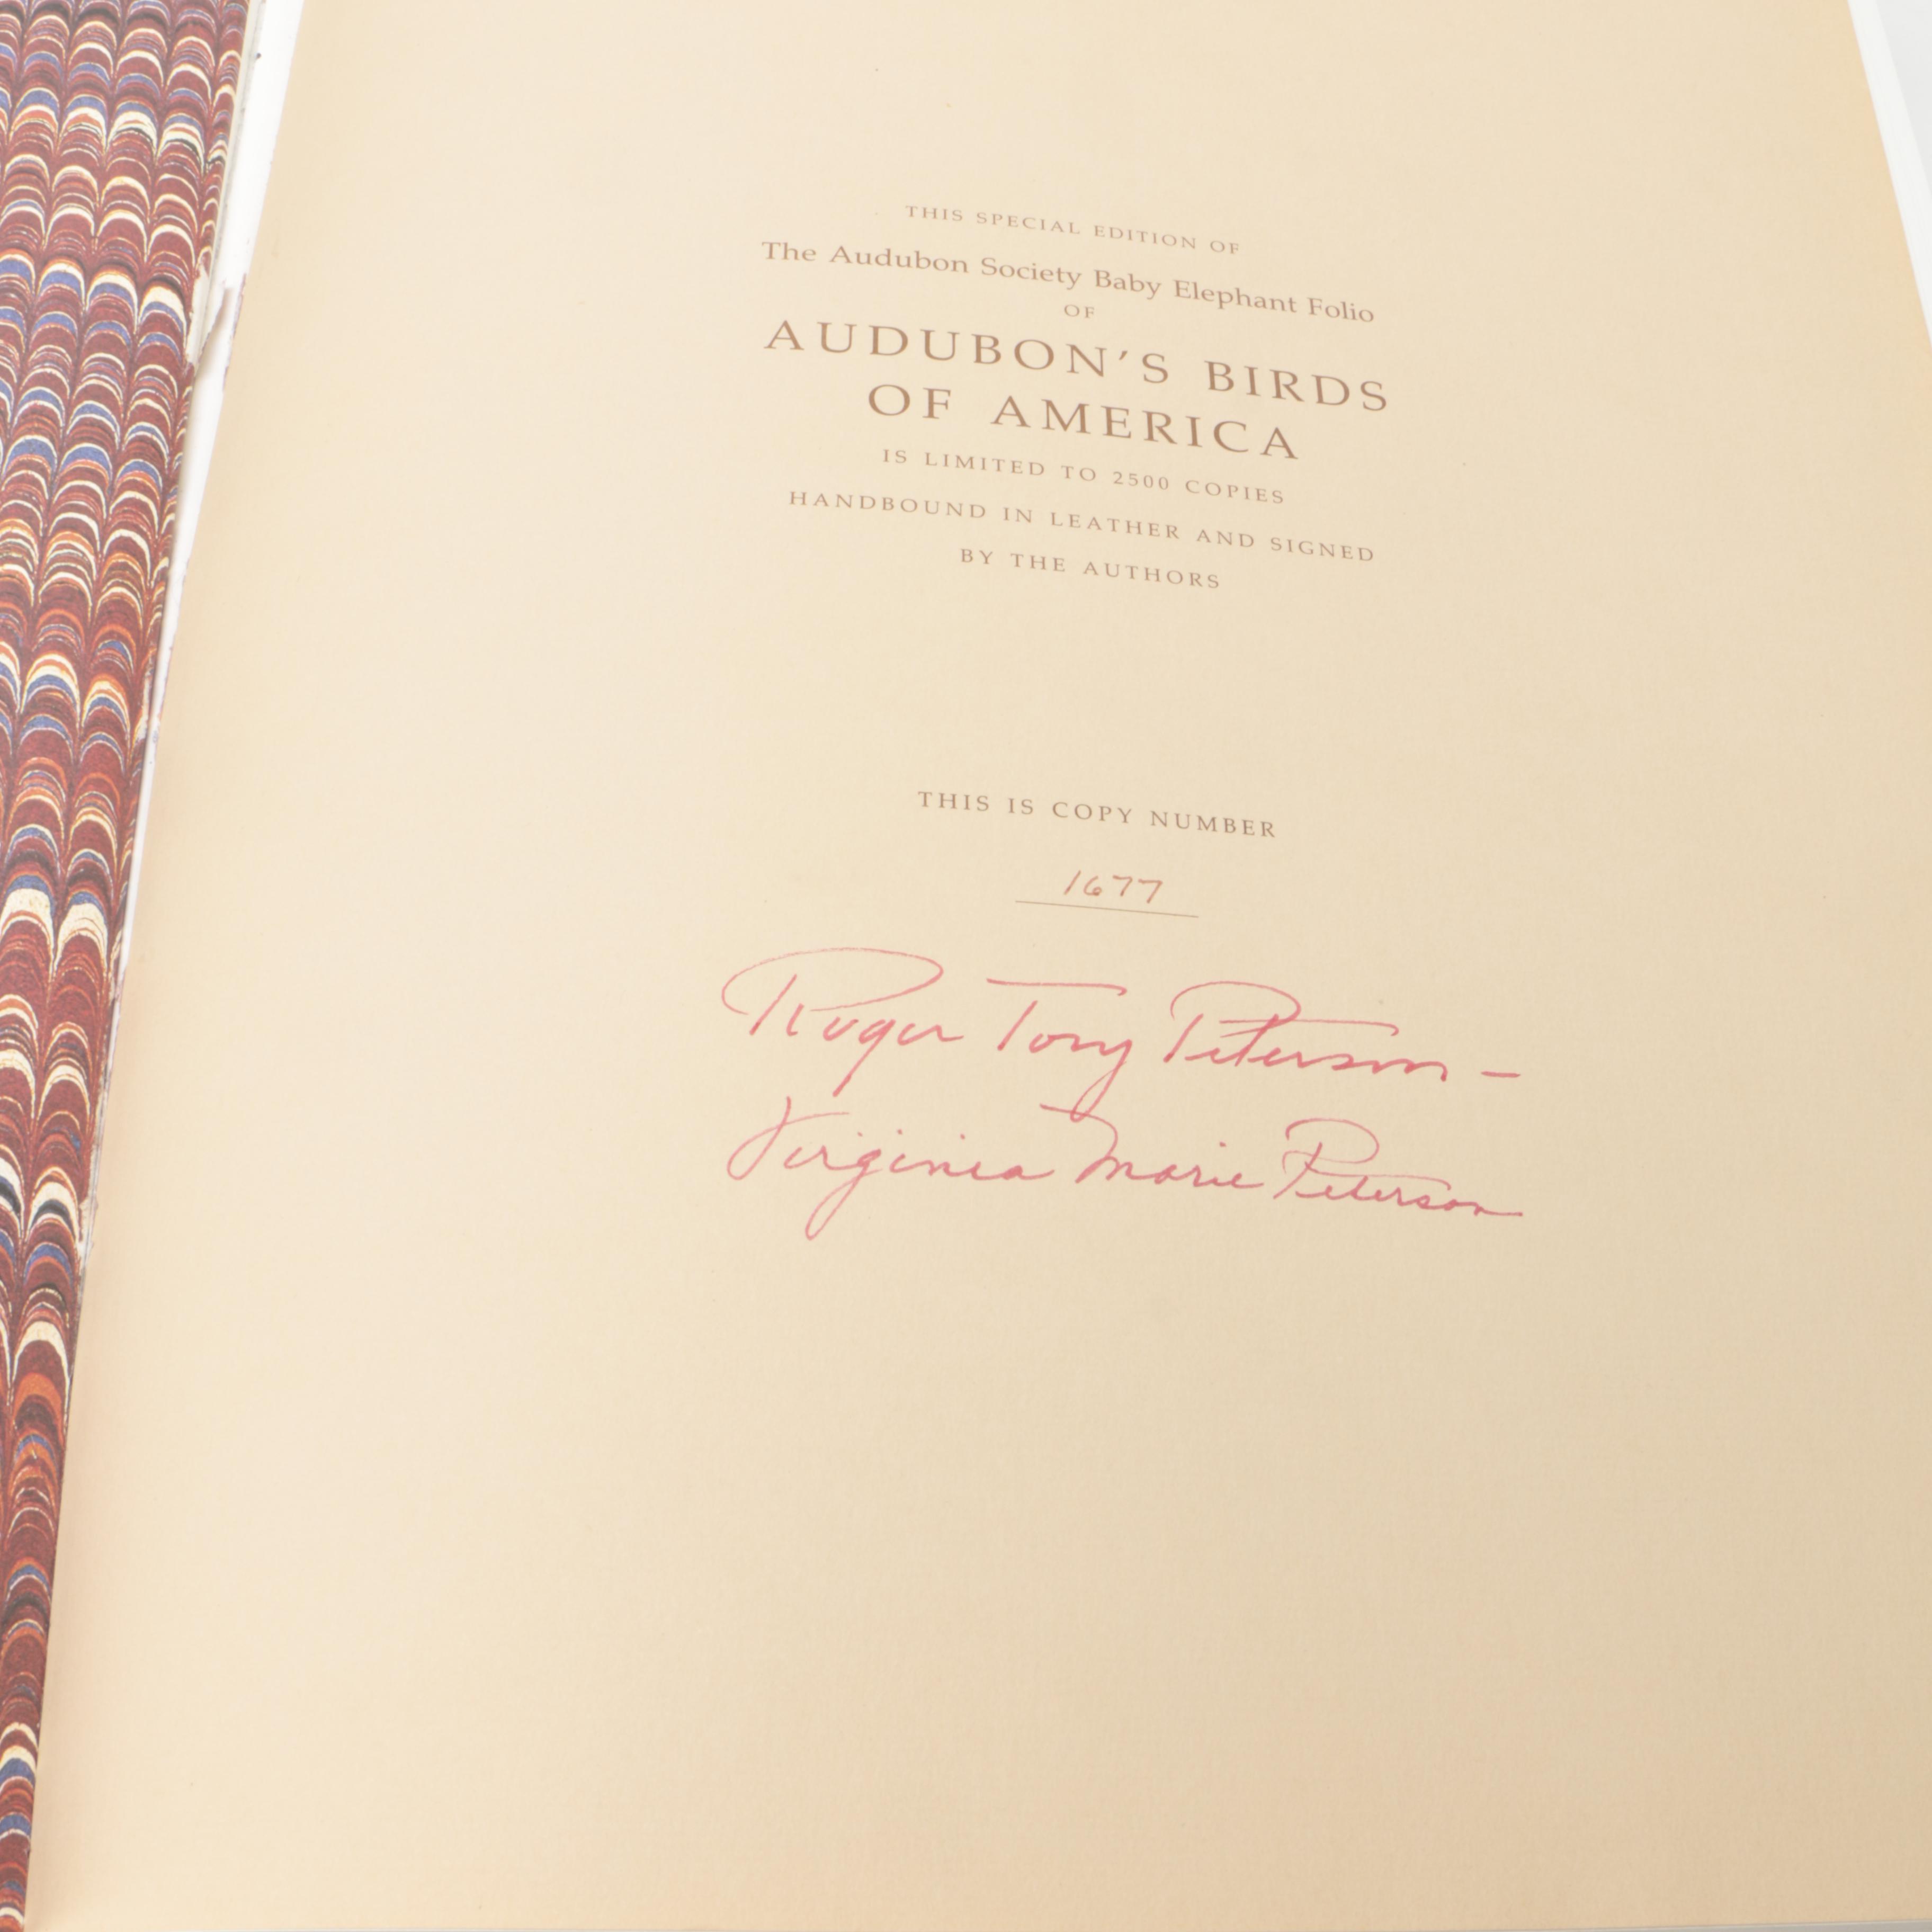 THIS SPECIAL EDITION OF
The Audubon Society Baby Elephant Folio
OF
AUDUBON'S BIRDS
OF AMERICA
IS LIMITED TO 2500 COPIES
HANDBOUND IN LEATHER AND SIGNED
BY THE AUTHORS
THIS IS COPY NUMBER
1677
Roger Tory Peterson –
Virginia Marie Peterson